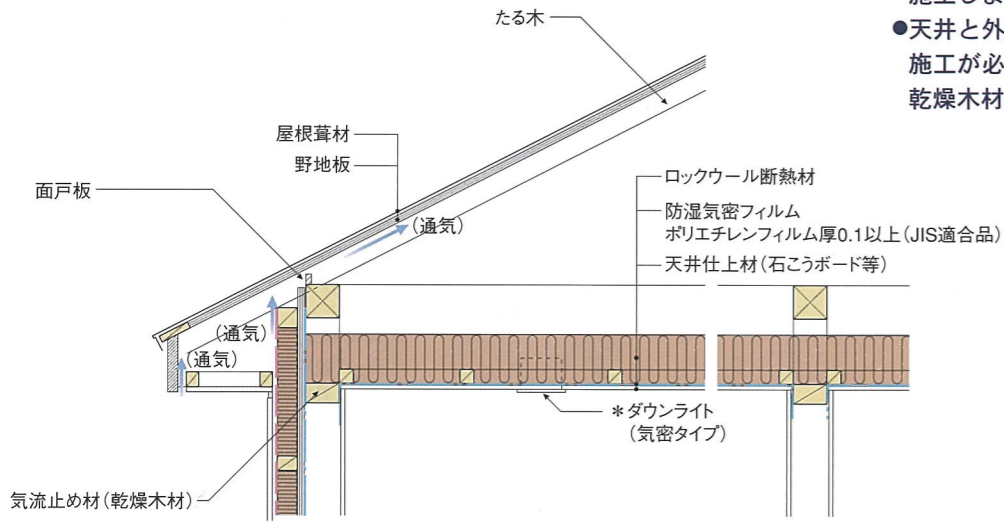 施工しま
●天井と外
施工が必
乾燥木材
たる木
屋根葺材
野地板
面戸板
(通気)
(通気)
(通気)
ロックウール断熱材
防湿気密フィルム
ポリエチレンフィルム厚0.1以上(JIS適合品)
天井仕上材(石こうボード等)
*ダウンライト
(気密タイプ)
気流止め材(乾燥木材)